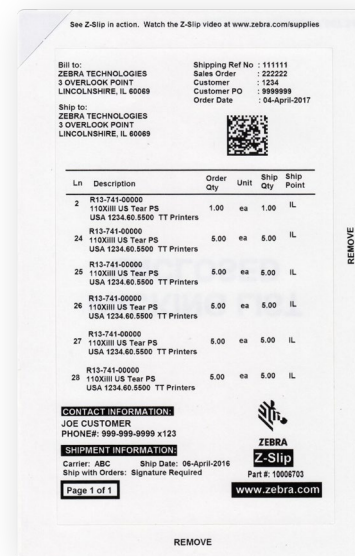 See Z-Slip in action. Watch the Z-Slip video at www.zebra.com/supplies
Bill to:
ZEBRA TECHNOLOGIES
3 OVERLOOK POINT
LINCOLNSHIRE, IL 60069
Ship to:
ZEBRA TECHNOLOGIES
3 OVERLOOK POINT
LINCOLNSHIRE, IL 60069
Shipping Ref No : 111111
Sales Order : 222222
Customer : 1234
Customer PO : 9999999
Order Date : 04-April-2017
Ln Description Order Qty Unit Ship Qty Ship Point
2 R13-741-00000 1.00 ea 1.00 IL
110Xiiii US Tear PS
USA 1234.60.5500 TT Printers
24 R13-741-00000 5.00 ea 5.00 IL
110Xiiii US Tear PS
USA 1234.60.5500 TT Printers
25 R13-741-00000 5.00 ea 5.00 IL
110Xiiii US Tear PS
USA 1234.60.5500 TT Printers
26 R13-741-00000 5.00 ea 5.00 IL
110Xiiii US Tear PS
USA 1234.60.5500 TT Printers
27 R13-741-00000 5.00 ea 5.00 IL
110Xiiii US Tear PS
USA 1234.60.5500 TT Printers
28 R13-741-00000 5.00 ea 5.00 IL
110Xiiii US Tear PS
USA 1234.60.5500 TT Printers
CONTACT INFORMATION:
JOE CUSTOMER
PHONE#: 999-999-9999 x123
SHIPMENT INFORMATION:
Carrier: ABC Ship Date: 06-April-2016
Ship with Orders: Signature Required
Page 1 of 1
ZEBRA
Z-Slip
Part #: 10006703
www.zebra.com
REMOVE
REMOVE